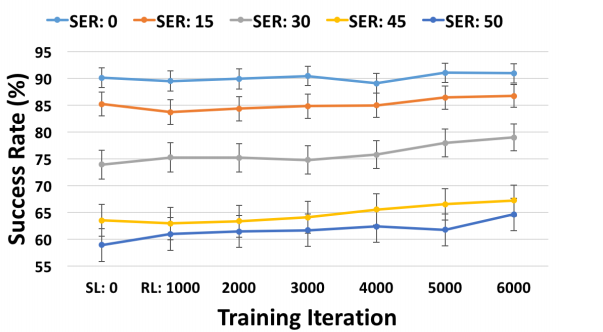 SER: 0 SER: 15 SER: 30 SER: 45 SER: 50
Success Rate (%)
95
90
85
80
75
70
65
60
55
SL: 0 RL: 1000 2000 3000 4000 5000 6000
Training Iteration